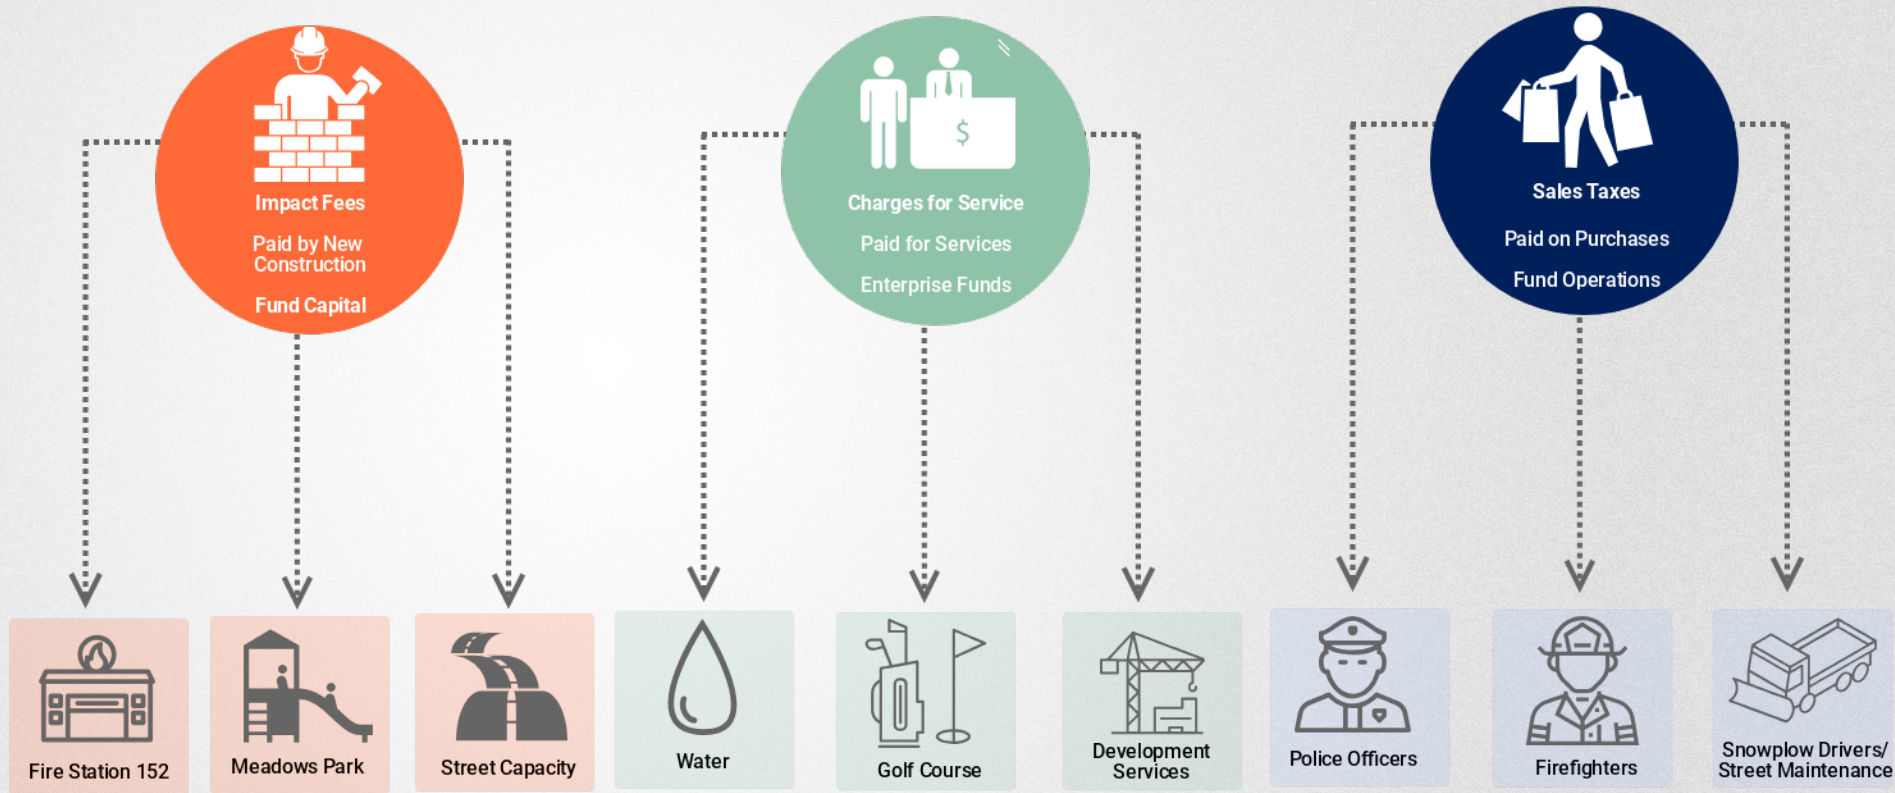 Impact Fees
Paid by New
Construction
Fund Capital
$
Charges for Service
Paid for Services
Enterprise Funds
Sales Taxes
Paid on Purchases
Fund Operations
Fire Station 152
Meadows Park
Street Capacity
Water
Golf Course
Development
Services
Police Officers
Firefighters
Snowplow Drivers/
Street Maintenance